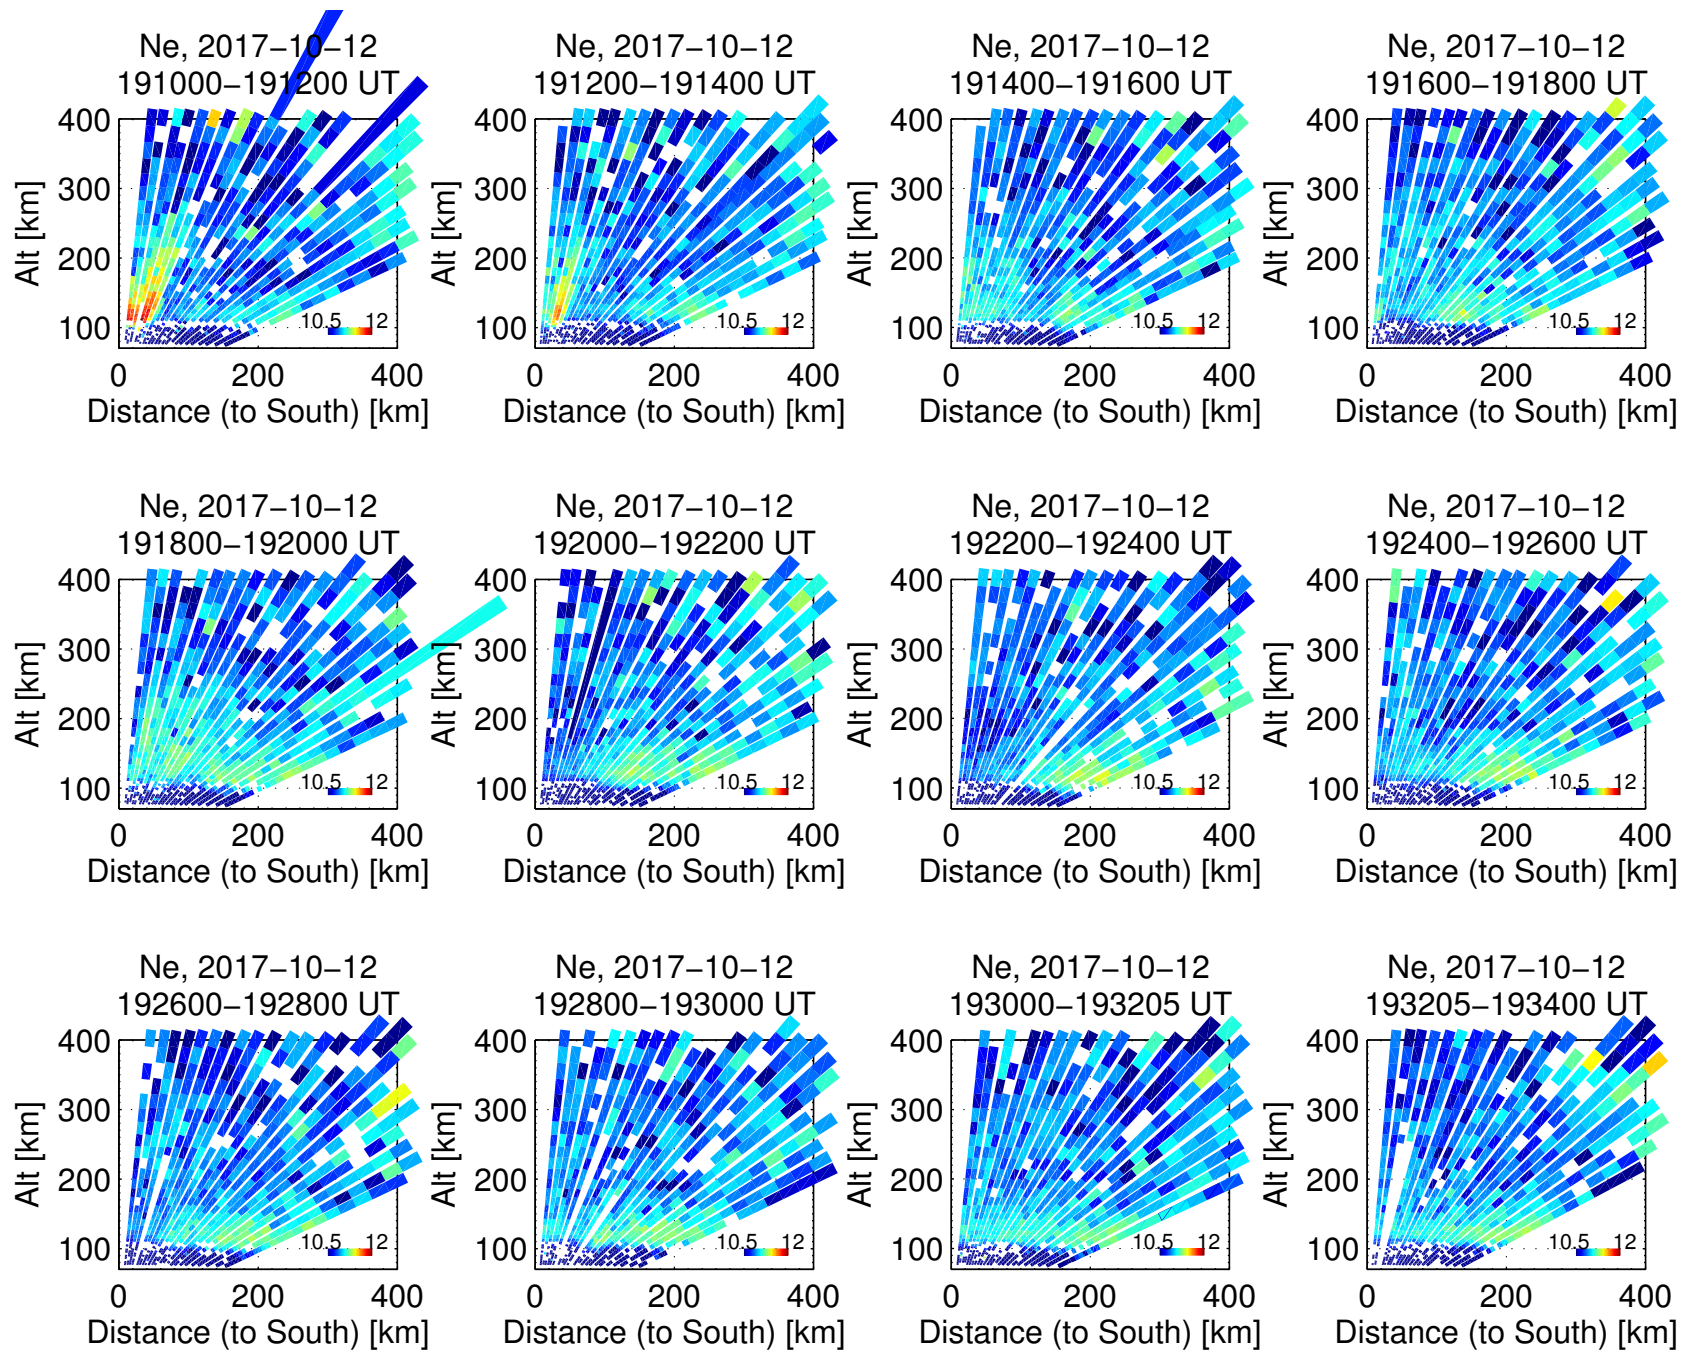 Ne, 2017−10−12
191000−191200 UT
Alt [km]
400
300
200
100
10.5 12
0 200 400
Distance (to South) [km]
Ne, 2017−10−12
191200−191400 UT
Alt [km]
400
300
200
100
10.5 12
0 200 400
Distance (to South) [km]
Ne, 2017−10−12
191400−191600 UT
Alt [km]
400
300
200
100
10.5 12
0 200 400
Distance (to South) [km]
Ne, 2017−10−12
191600−191800 UT
Alt [km]
400
300
200
100
10.5 12
0 200 400
Distance (to South) [km]
Ne, 2017−10−12
191800−192000 UT
Alt [km]
400
300
200
100
10.5 12
0 200 400
Distance (to South) [km]
Ne, 2017−10−12
192000−192200 UT
Alt [km]
400
300
200
100
10.5 12
0 200 400
Distance (to South) [km]
Ne, 2017−10−12
192200−192400 UT
Alt [km]
400
300
200
100
10.5 12
0 200 400
Distance (to South) [km]
Ne, 2017−10−12
192400−192600 UT
Alt [km]
400
300
200
100
10.5 12
0 200 400
Distance (to South) [km]
Ne, 2017−10−12
192600−192800 UT
Alt [km]
400
300
200
100
10.5 12
0 200 400
Distance (to South) [km]
Ne, 2017−10−12
192800−193000 UT
Alt [km]
400
300
200
100
10.5 12
0 200 400
Distance (to South) [km]
Ne, 2017−10−12
193000−193205 UT
Alt [km]
400
300
200
100
10.5 12
0 200 400
Distance (to South) [km]
Ne, 2017−10−12
193205−193400 UT
Alt [km]
400
300
200
100
10.5 12
0 200 400
Distance (to South) [km]